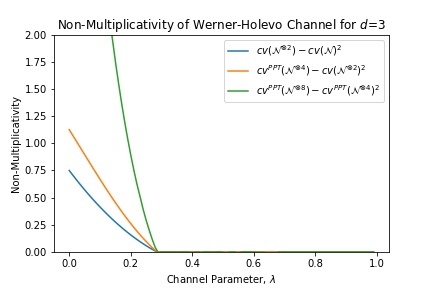 Non-Multiplicativity of Werner-Holevo Channel for d=3
2.00
1.75
1.50
1.25
1.00
0.75
0.50
0.25
0.00
Non-Multiplicativity
cv(𝒩^{⊗2}) − cv(𝒩)^2
cv^{PPT}(𝒩^{⊗4}) − cv(𝒩^{⊗2})^2
cv^{PPT}(𝒩^{⊗8}) − cv^{PPT}(𝒩^{⊗4})^2
0.0 0.2 0.4 0.6 0.8 1.0
Channel Parameter, λ